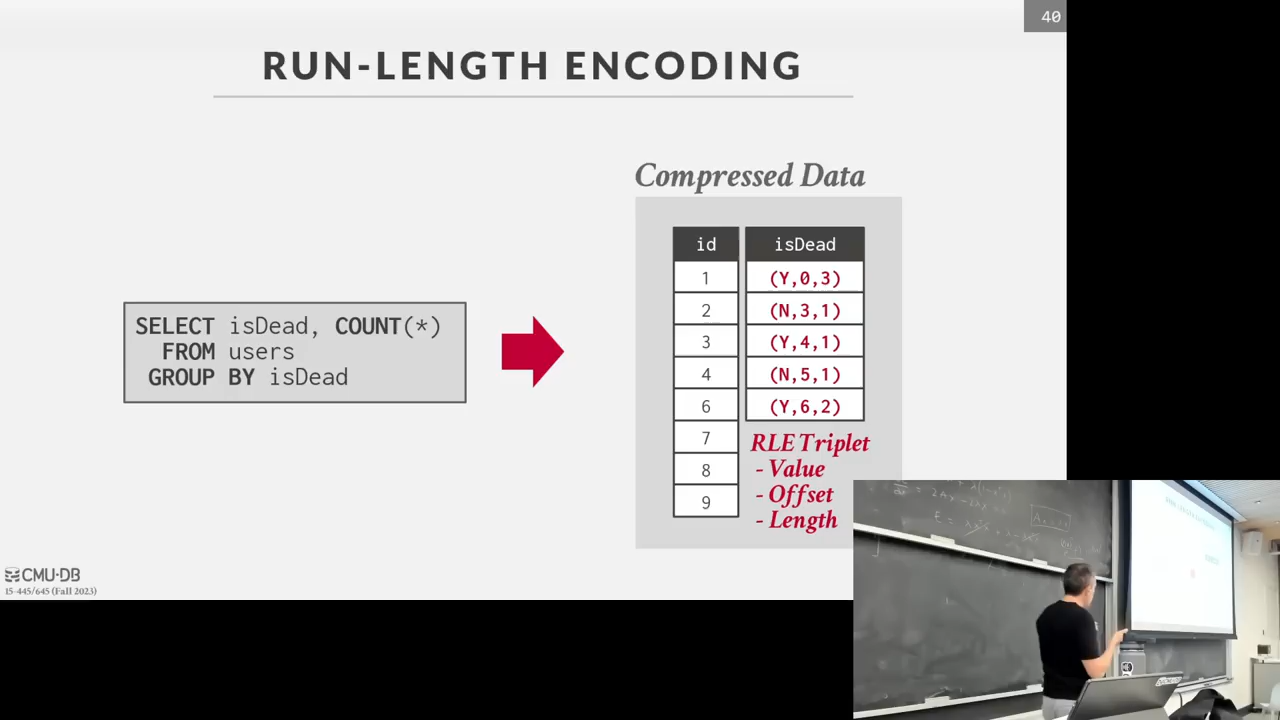 40
RUN-LENGTH ENCODING
Compressed Data
id isDead
1 (Y,0,3)
2 (N,3,1)
3 (Y,4,1)
4 (N,5,1)
6 (Y,6,2)
7
8
9
RLE Triplet
- Value
- Offset
- Length
SELECT isDead, COUNT(*)
FROM users
GROUP BY isDead
CMU·DB
15-445/645 (Fall 2023)